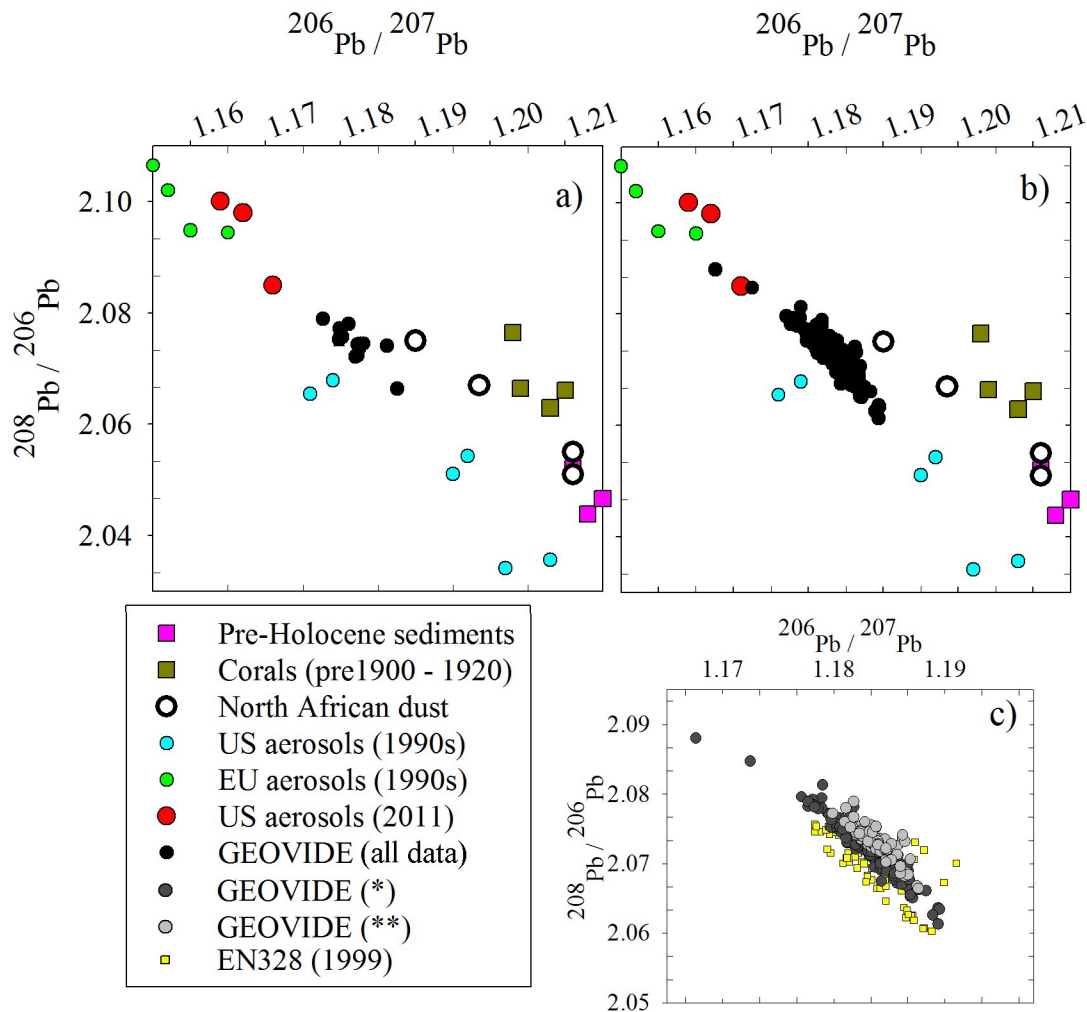 206Pb / 207Pb
206Pb / 207Pb
1.16 1.17 1.18 1.19 1.20 1.21
1.16 1.17 1.18 1.19 1.20 1.21
a)
b)
208Pb / 206Pb
2.10
2.08
2.06
2.04
Pre-Holocene sediments
Corals (pre1900 - 1920)
North African dust
US aerosols (1990s)
EU aerosols (1990s)
US aerosols (2011)
GEOVIDE (all data)
GEOVIDE (*)
GEOVIDE (**)
EN328 (1999)
206Pb / 207Pb
1.17 1.18 1.19
c)
208Pb / 206Pb
2.09
2.08
2.07
2.06
2.05